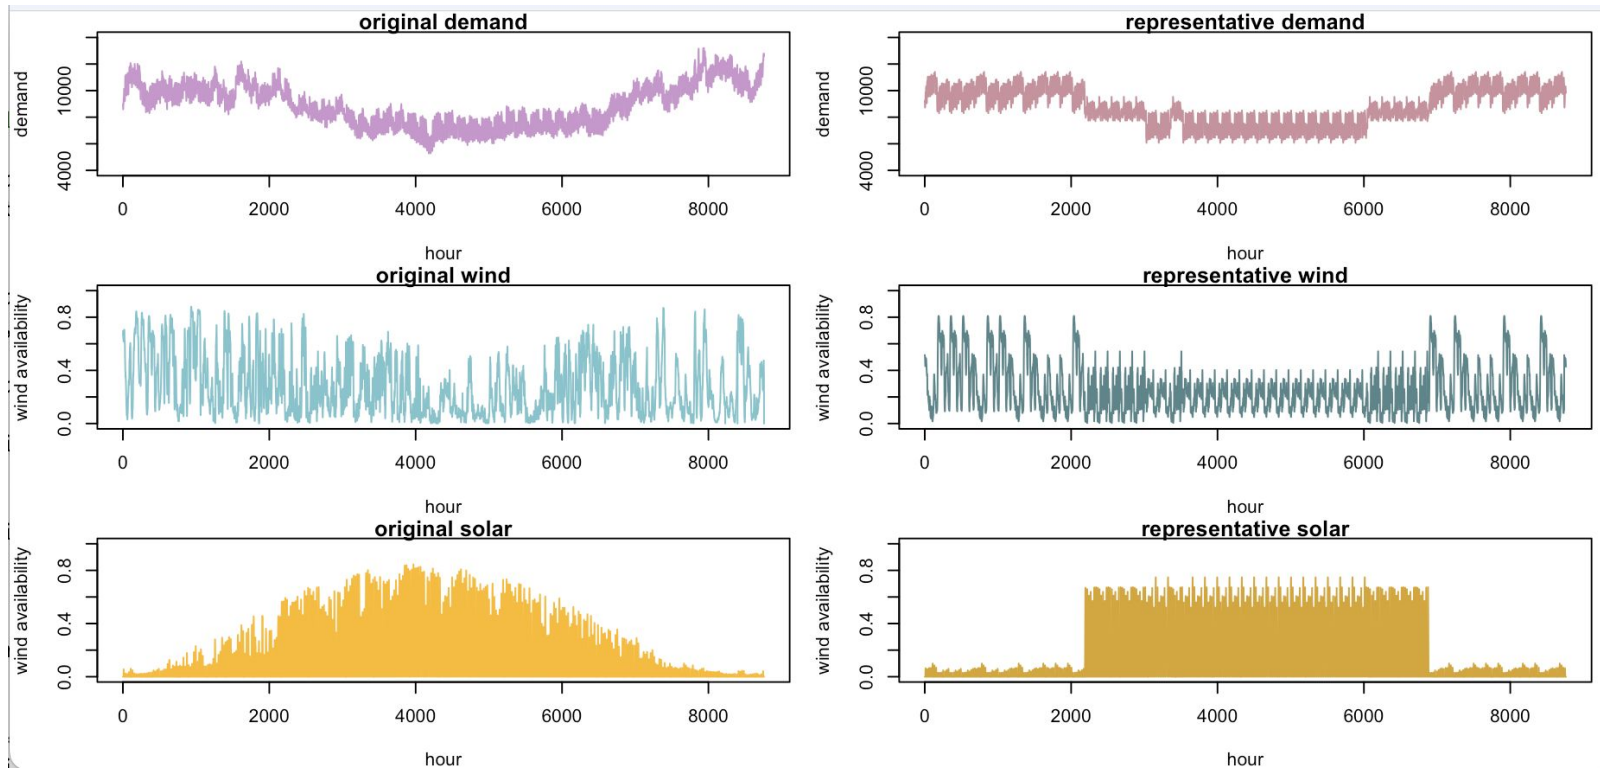 original demand
demand
4000 10000
0 2000 4000 6000 8000
hour
representative demand
demand
4000 10000
0 2000 4000 6000 8000
hour
original wind
wind availability
0.0 0.4 0.8
0 2000 4000 6000 8000
hour
representative wind
wind availability
0.0 0.4 0.8
0 2000 4000 6000 8000
hour
original solar
wind availability
0.0 0.4 0.8
0 2000 4000 6000 8000
hour
representative solar
wind availability
0.0 0.4 0.8
0 2000 4000 6000 8000
hour